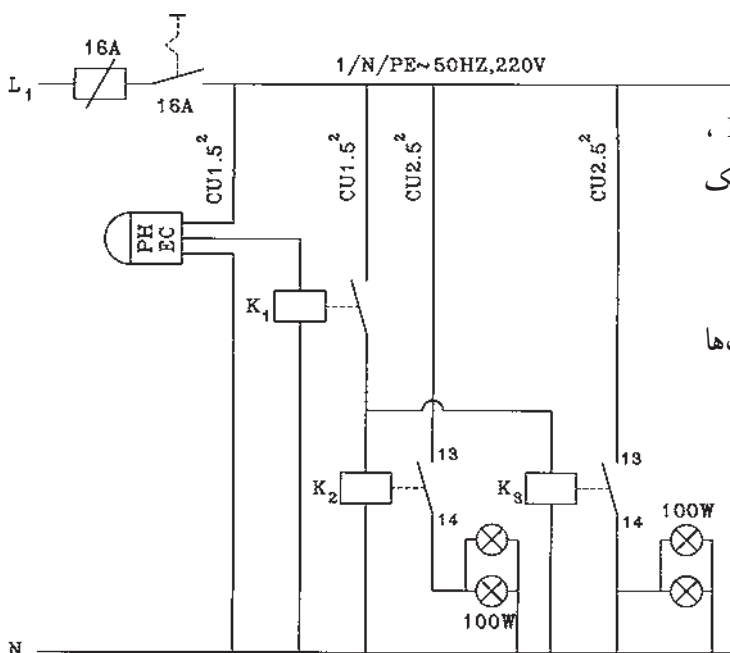 16A
L₁
16A
1/N/PE~50HZ,220V
CU1.5²
CU1.5²
CU2.5²
CU2.5²
PH
EC
K₁
13
K₂
14
100W
K₃
13
14
100W
N
ک
ها